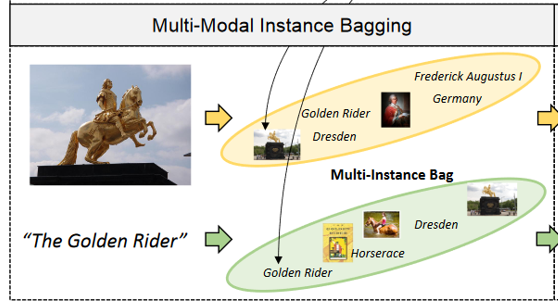 Multi-Modal Instance Bagging
Frederick Augustus I
Germany
Golden Rider
Dresden
Multi-Instance Bag
"The Golden Rider"
Dresden
Horserace
Golden Rider